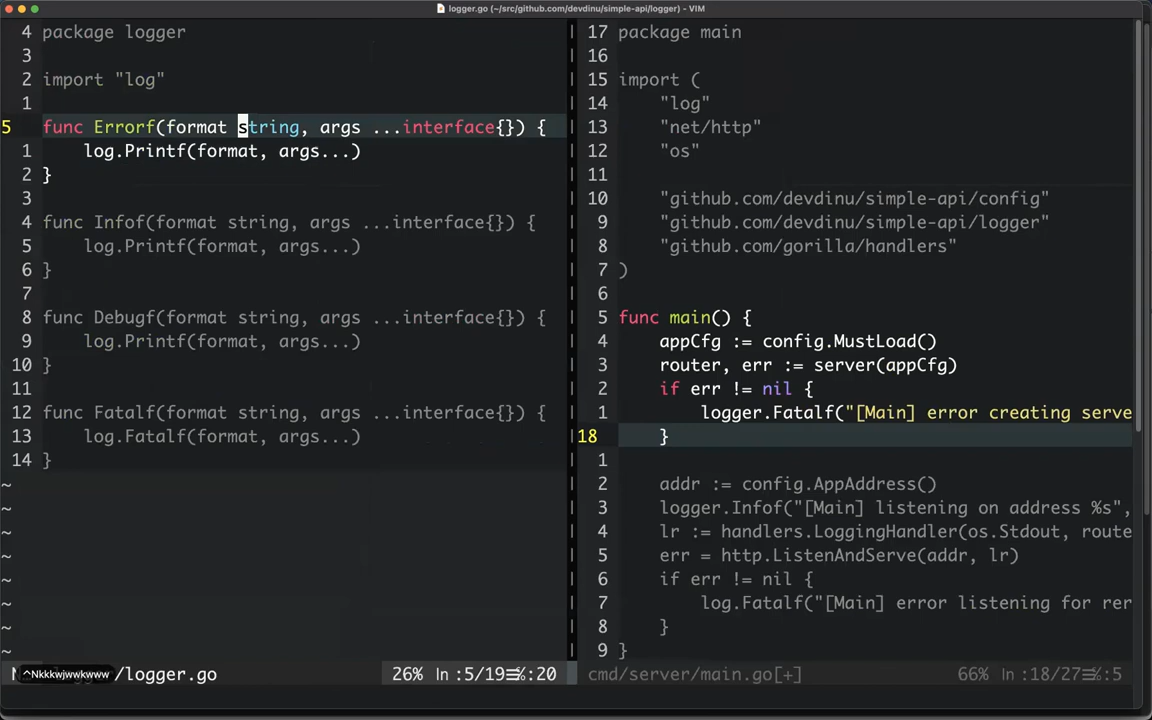 logger.go (~/src/github.com/devdinu/simple-api/logger) - VIM
4 package logger
3
2 import "log"
1
5 func Errorf(format string, args ...interface{}) {
1 log.Printf(format, args...)
2 }
3
4 func Infof(format string, args ...interface{}) {
5 log.Printf(format, args...)
6 }
7
8 func Debugf(format string, args ...interface{}) {
9 log.Printf(format, args...)
10 }
11
12 func Fatalf(format string, args ...interface{}) {
13 log.Fatalf(format, args...)
14 }
~
~
~
~
~
~
~
~
^Nkkkwjwwkwww /logger.go 26% ln :5/19≡%:20
17 package main
16
15 import (
14 "log"
13 "net/http"
12 "os"
11
10 "github.com/devdinu/simple-api/config"
9 "github.com/devdinu/simple-api/logger"
8 "github.com/gorilla/handlers"
7 )
6
5 func main() {
4 appCfg := config.MustLoad()
3 router, err := server(appCfg)
2 if err != nil {
1 logger.Fatalf("[Main] error creating serve
18 }
1
2 addr := config.AppAddress()
3 logger.Infof("[Main] listening on address %s",
4 lr := handlers.LoggingHandler(os.Stdout, route
5 err = http.ListenAndServe(addr, lr)
6 if err != nil {
7 log.Fatalf("[Main] error listening for rer
8 }
9 }
cmd/server/main.go[+] 66% ln :18/27≡%:5